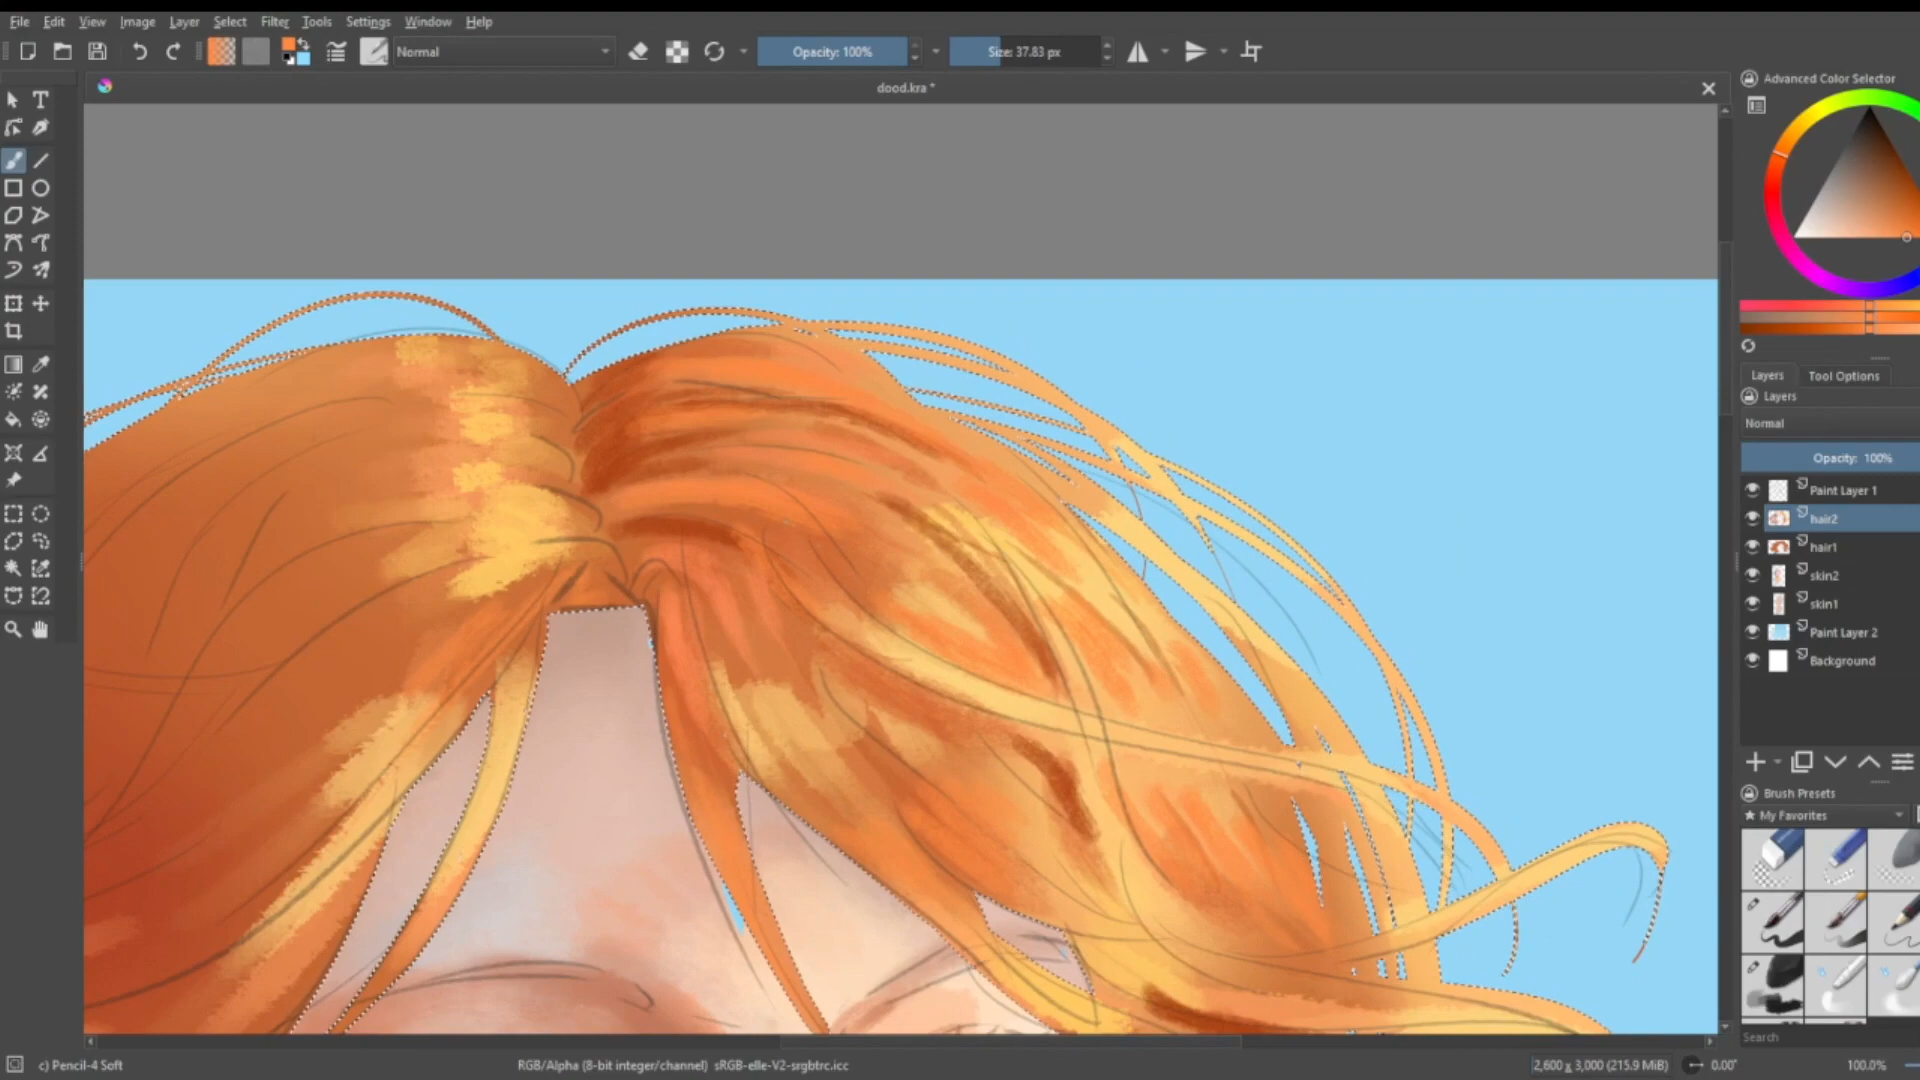 File Edit View Image Layer Select Filter Tools Settings Window Help
Normal
Opacity: 100%
Size: 37.83 px
dood.kra *
Advanced Color Selector
Layers
Tool Options
Layers
Normal
Opacity: 100%
Paint Layer 1
hair2
hair1
skin2
skin1
Paint Layer 2
Background
Brush Presets
★ My Favorites
Search
c) Pencil-4 Soft
RGB/Alpha (8-bit integer/channel) sRGB-elle-V2-srgbtrc.icc
2,600 x 3,000 (215.9 MiB)
0.00°
100.0%